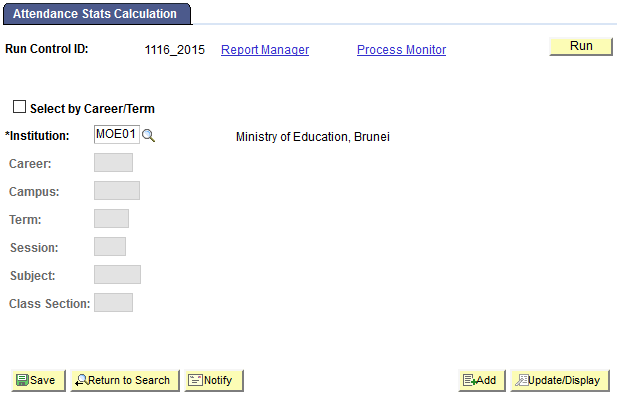 Attendance Stats Calculation
Run Control ID: 1116_2015 Report Manager Process Monitor Run
Select by Career/Term
*Institution: MOE01 Ministry of Education, Brunei
Career:
Campus:
Term:
Session:
Subject:
Class Section:
Save Return to Search Notify Add Update/Display